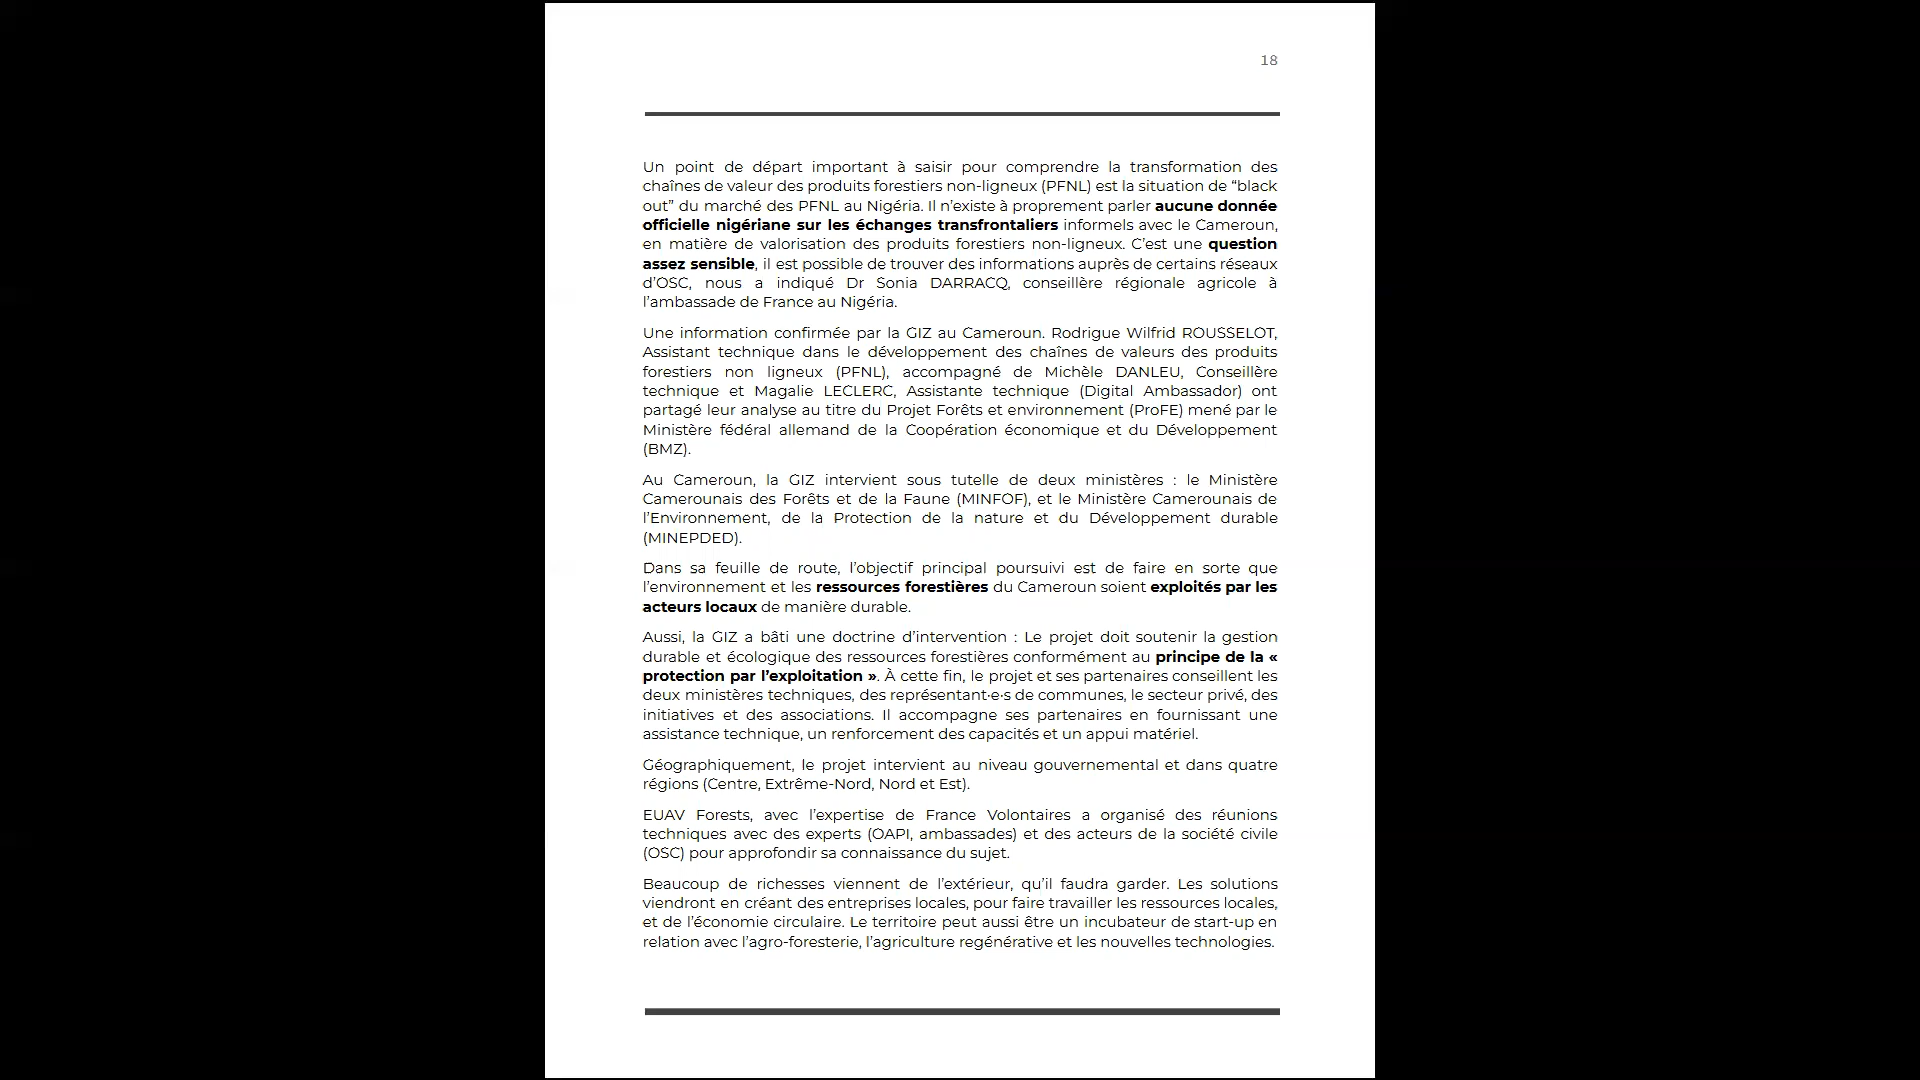 18
Un point de départ important à saisir pour comprendre la transformation des
chaînes de valeur des produits forestiers non-ligneux (PFNL) est la situation de “black
out” du marché des PFNL au Nigéria. Il n’existe à proprement parler aucune donnée
officielle nigériane sur les échanges transfrontaliers informels avec le Cameroun,
en matière de valorisation des produits forestiers non-ligneux. C’est une question
assez sensible, il est possible de trouver des informations auprès de certains réseaux
d’OSC, nous a indiqué Dr Sonia DARRACQ, conseillère régionale agricole à
l’ambassade de France au Nigéria.
Une information confirmée par la GIZ au Cameroun. Rodrigue Wilfrid ROUSSELOT,
Assistant technique dans le développement des chaînes de valeurs des produits
forestiers non ligneux (PFNL), accompagné de Michèle DANLEU, Conseillère
technique et Magalie LECLERC, Assistante technique (Digital Ambassador) ont
partagé leur analyse au titre du Projet Forêts et environnement (ProFE) mené par le
Ministère fédéral allemand de la Coopération économique et du Développement
(BMZ).
Au Cameroun, la GIZ intervient sous tutelle de deux ministères : le Ministère
Camerounais des Forêts et de la Faune (MINFOF), et le Ministère Camerounais de
l’Environnement, de la Protection de la nature et du Développement durable
(MINEPDED).
Dans sa feuille de route, l’objectif principal poursuivi est de faire en sorte que
l’environnement et les ressources forestières du Cameroun soient exploités par les
acteurs locaux de manière durable.
Aussi, la GIZ a bâti une doctrine d’intervention : Le projet doit soutenir la gestion
durable et écologique des ressources forestières conformément au principe de la «
protection par l’exploitation ». À cette fin, le projet et ses partenaires conseillent les
deux ministères techniques, des représentant·e·s de communes, le secteur privé, des
initiatives et des associations. Il accompagne ses partenaires en fournissant une
assistance technique, un renforcement des capacités et un appui matériel.
Géographiquement, le projet intervient au niveau gouvernemental et dans quatre
régions (Centre, Extrême-Nord, Nord et Est).
EUAV Forests, avec l’expertise de France Volontaires a organisé des réunions
techniques avec des experts (OAPI, ambassades) et des acteurs de la société civile
(OSC) pour approfondir sa connaissance du sujet.
Beaucoup de richesses viennent de l’extérieur, qu’il faudra garder. Les solutions
viendront en créant des entreprises locales, pour faire travailler les ressources locales,
et de l’économie circulaire. Le territoire peut aussi être un incubateur de start-up en
relation avec l’agro-foresterie, l’agriculture regénérative et les nouvelles technologies.